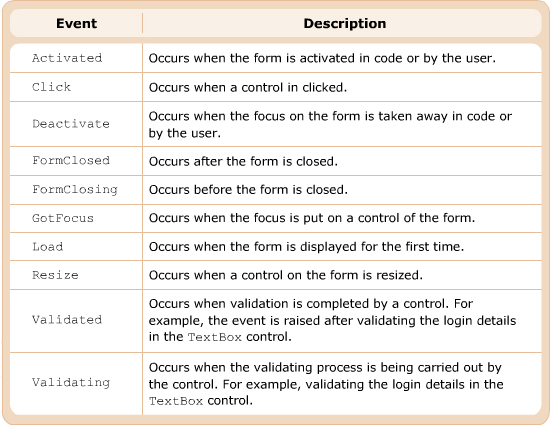 Event Description
Activated Occurs when the form is activated in code or by the user.
Click Occurs when a control in clicked.
Deactivate Occurs when the focus on the form is taken away in code or
by the user.
FormClosed Occurs after the form is closed.
FormClosing Occurs before the form is closed.
GotFocus Occurs when the focus is put on a control of the form.
Load Occurs when the form is displayed for the first time.
Resize Occurs when a control on the form is resized.
Validated Occurs when validation is completed by a control. For
example, the event is raised after validating the login details
in the TextBox control.
Validating Occurs when the validating process is being carried out by
the control. For example, validating the login details in the
TextBox control.